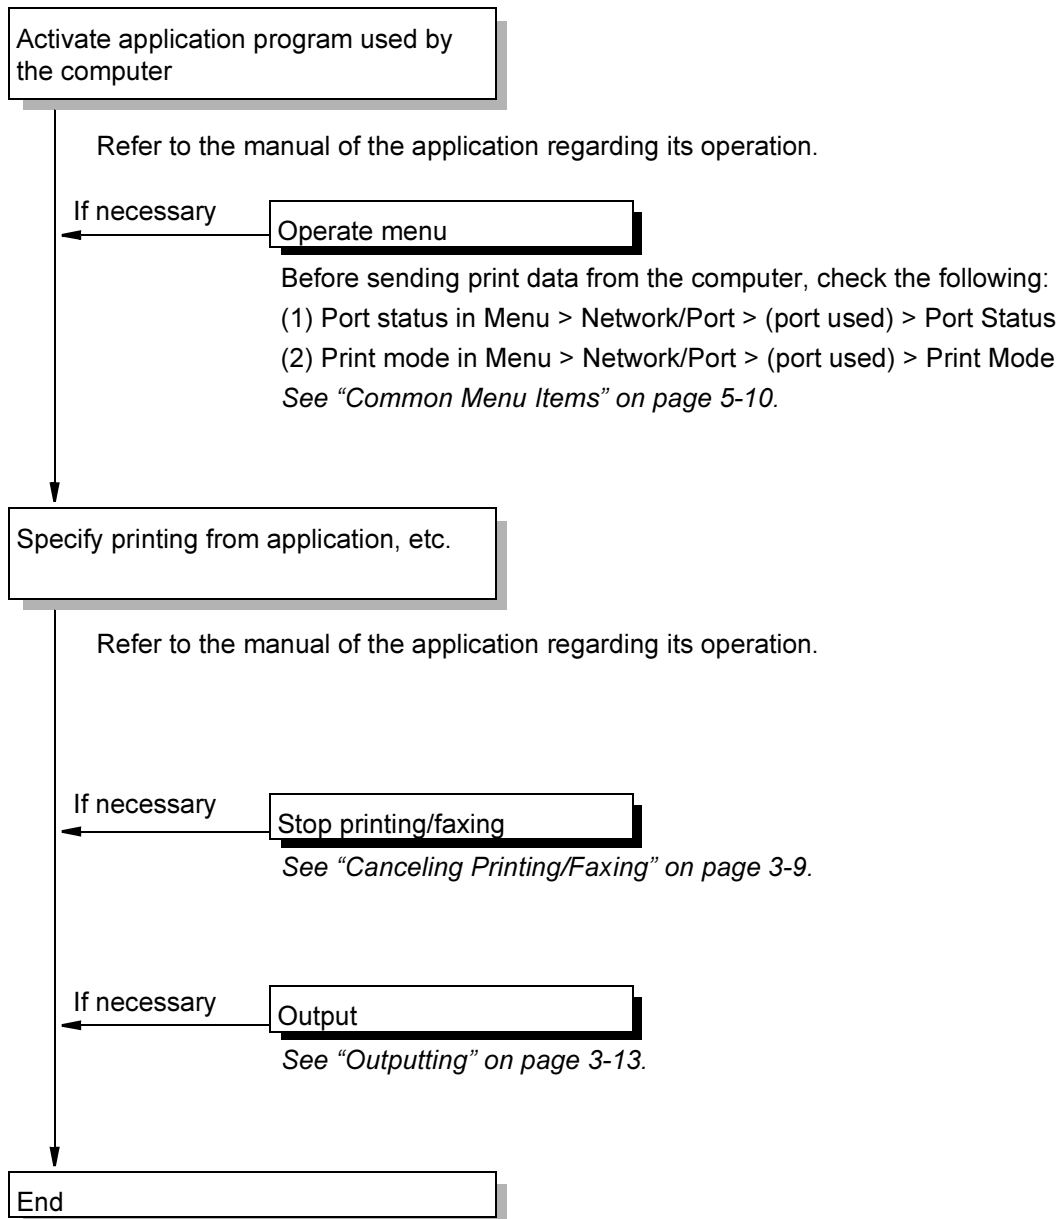 Activate application program used by
the computer
Refer to the manual of the application regarding its operation.
If necessary
Operate menu
Before sending print data from the computer, check the following:
(1) Port status in Menu > Network/Port > (port used) > Port Status
(2) Print mode in Menu > Network/Port > (port used) > Print Mode
See “Common Menu Items” on page 5-10.
Specify printing from application, etc.
Refer to the manual of the application regarding its operation.
If necessary
Stop printing/faxing
See “Canceling Printing/Faxing” on page 3-9.
If necessary
Output
See “Outputting” on page 3-13.
End